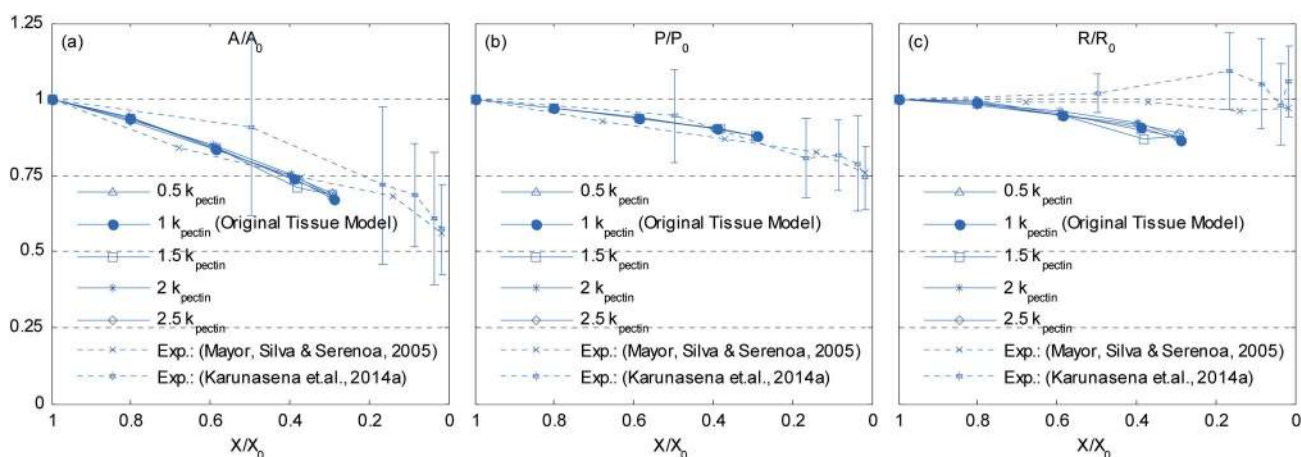 1.25
1
0.75
0.5
0.25
0
(a)
A/A0
0.5 kpectin
1 kpectin (Original Tissue Model)
1.5 kpectin
2 kpectin
2.5 kpectin
Exp.: (Mayor, Silva & Serenoa, 2005)
Exp.: (Karunasena et.al., 2014a)
1 0.8 0.6 0.4 0.2 0
X/X0
(b)
P/P0
0.5 kpectin
1 kpectin (Original Tissue Model)
1.5 kpectin
2 kpectin
2.5 kpectin
Exp.: (Mayor, Silva & Serenoa, 2005)
Exp.: (Karunasena et.al., 2014a)
1 0.8 0.6 0.4 0.2 0
X/X0
(c)
R/R0
0.5 kpectin
1 kpectin (Original Tissue Model)
1.5 kpectin
2 kpectin
2.5 kpectin
Exp.: (Mayor, Silva & Serenoa, 2005)
Exp.: (Karunasena et.al., 2014a)
1 0.8 0.6 0.4 0.2 0
X/X0